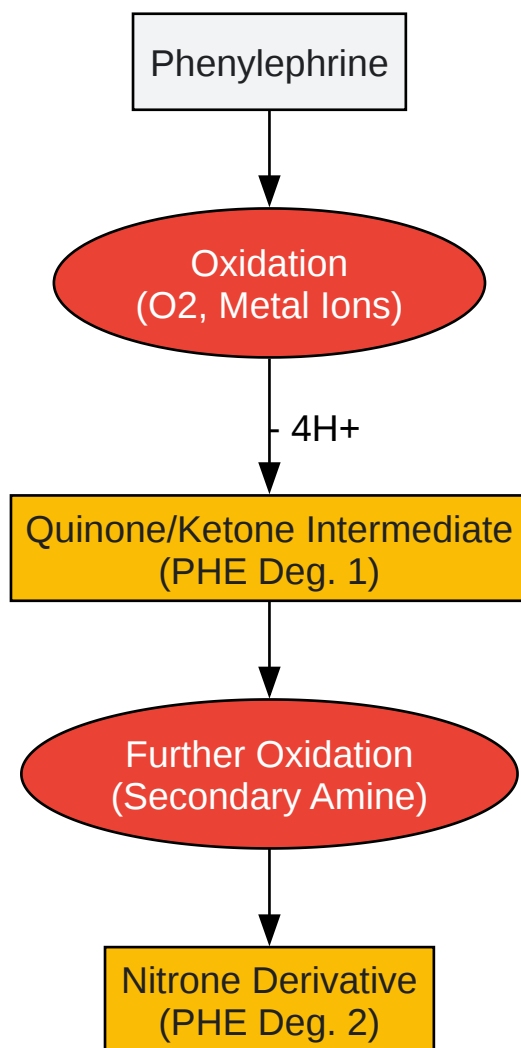 Phenylephrine
Oxidation
(O2, Metal Ions)
- 4H+
Quinone/Ketone Intermediate
(PHE Deg. 1)
Further Oxidation
(Secondary Amine)
Nitrone Derivative
(PHE Deg. 2)